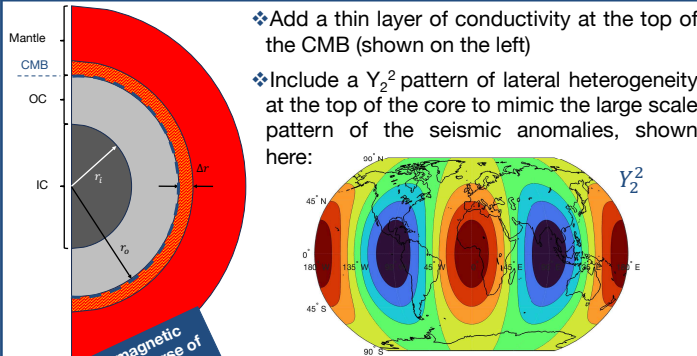 ❖Add a thin layer of conductivity at the top of
the CMB (shown on the left)
❖Include a Y₂² pattern of lateral heterogeneity
at the top of the core to mimic the large scale
pattern of the seismic anomalies, shown
here:
Mantle
CMB
OC
IC
rᵢ
rₒ
Δr
magnetic
Y₂²
90° N
45° N
0°
180° W 135° W 45° W 45° E 135° E 180° E
45° S
90° S